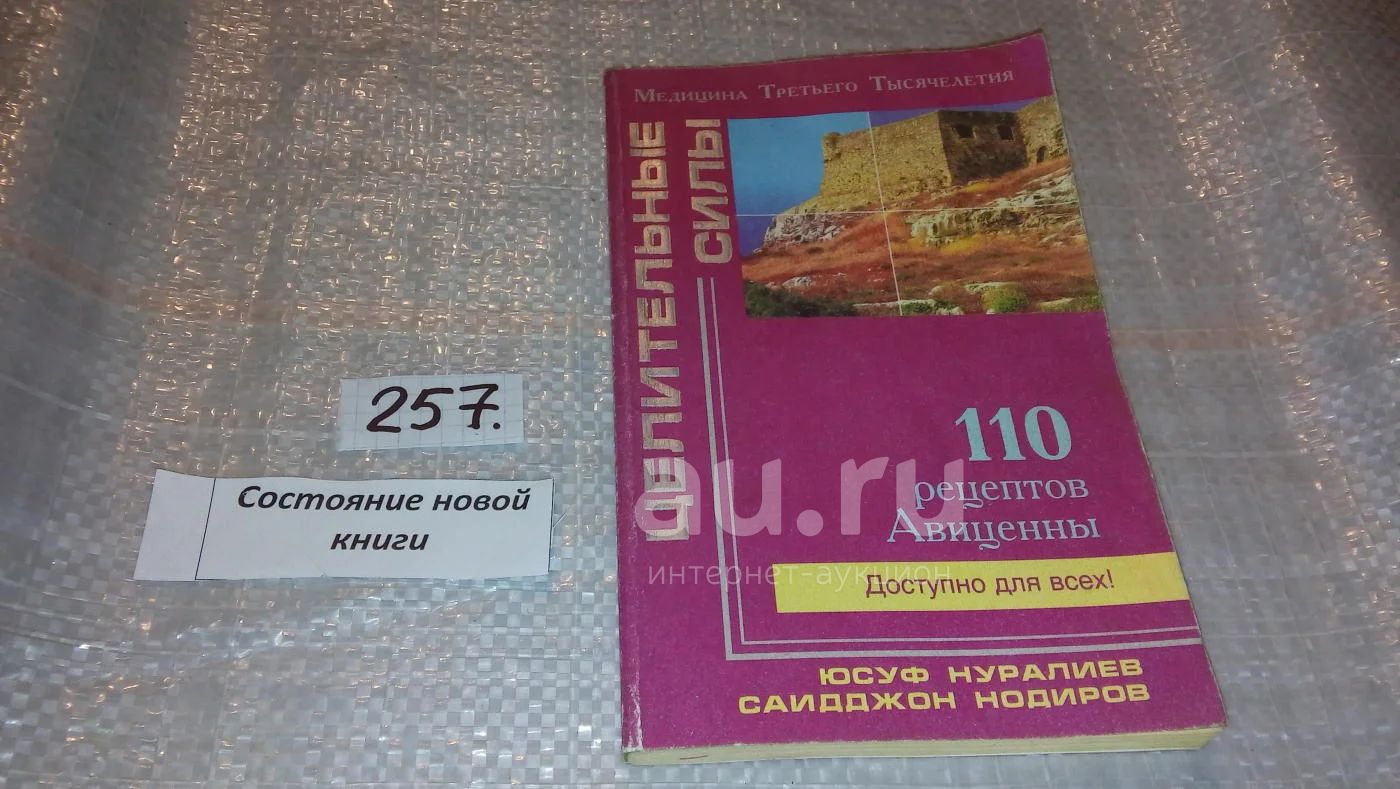 257.
Состояние новой
книги
Медицина Третьего Тысячелетия
ЦЕЛИТЕЛЬНЫЕ
СИЛЫ
110
рецептов
Авиценны
Доступно для всех!
ЮСУФ НУРАЛИЕВ
САИДДЖОН НОДИРОВ
au.ru
интернет-аукцион